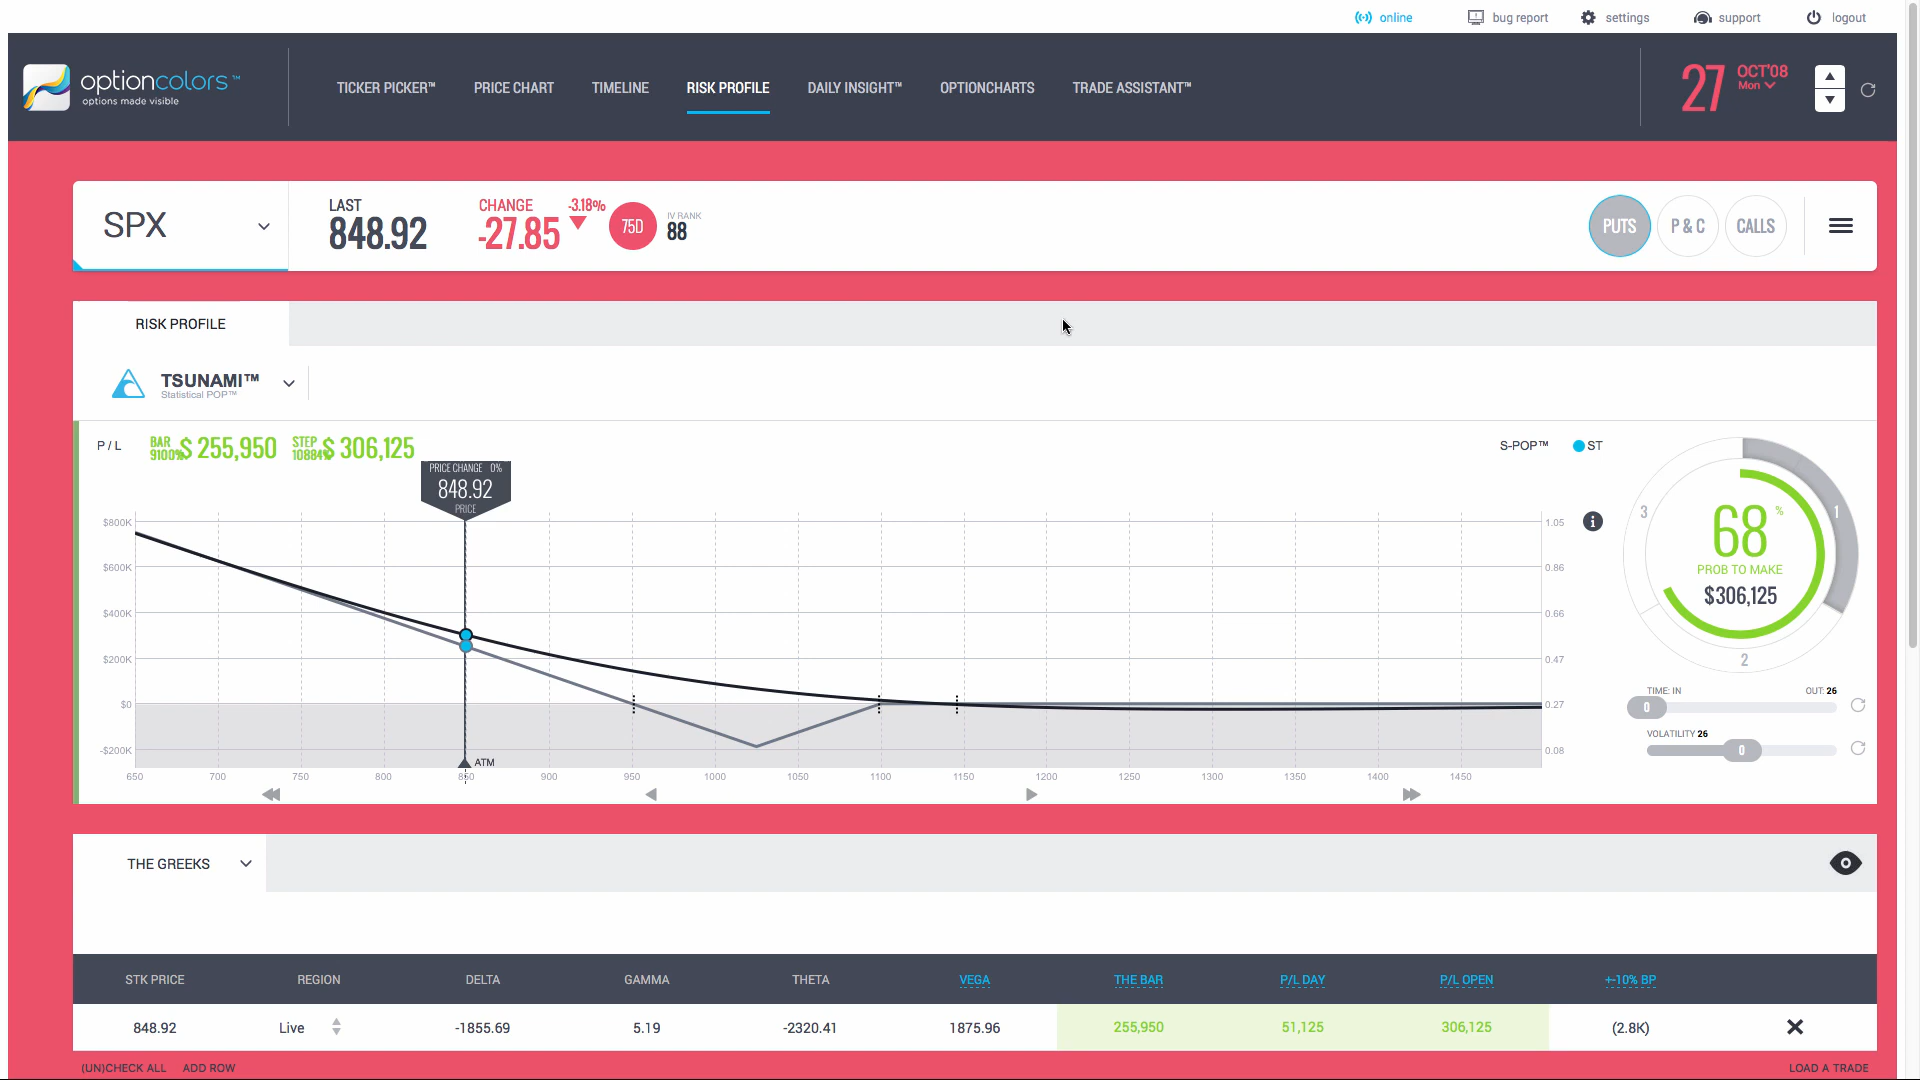 online
bug report
settings
support
logout
optioncolors™
options made visible
TICKER PICKER™
PRICE CHART
TIMELINE
RISK PROFILE
DAILY INSIGHT™
OPTIONCHARTS
TRADE ASSISTANT™
27
OCT'08
Mon
SPX
LAST
848.92
CHANGE
-3.18%
-27.85
75D
IV RANK
88
PUTS
P & C
CALLS
RISK PROFILE
TSUNAMI™
Statistical POP™
P / L
BAR
9100%
$ 255,950
STEP
10884%
$ 306,125
PRICE CHANGE 0%
848.92
PRICE
S-POP™
ST
$800K
$600K
$400K
$200K
$0
-$200K
1.05
0.86
0.66
0.47
0.27
0.08
ATM
650 700 750 800 850 900 950 1000 1050 1100 1150 1200 1250 1300 1350 1400 1450
i
3
1
2
68 %
PROB TO MAKE
$306,125
TIME: IN
OUT: 26
0
VOLATILITY 26
0
THE GREEKS
STK PRICE REGION DELTA GAMMA THETA VEGA THE BAR P/L DAY P/L OPEN +-10% BP
848.92 Live -1855.69 5.19 -2320.41 1875.96 255,950 51,125 306,125 (2.8K)
(UN)CHECK ALL ADD ROW
LOAD A TRADE